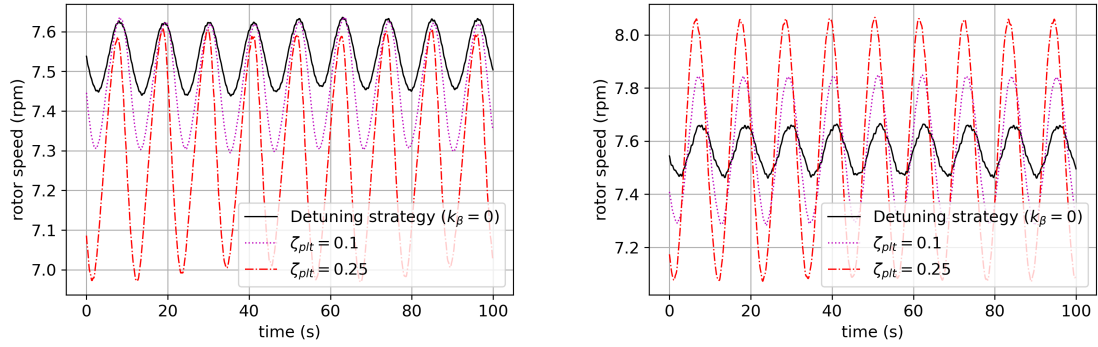 7.6
7.5
7.4
7.3
7.2
7.1
7.0
rotor speed (rpm)
Detuning strategy (kβ = 0)
ζplt = 0.1
ζplt = 0.25
0 20 40 60 80 100
time (s)
8.0
7.8
7.6
7.4
7.2
rotor speed (rpm)
Detuning strategy (kβ = 0)
ζplt = 0.1
ζplt = 0.25
0 20 40 60 80 100
time (s)